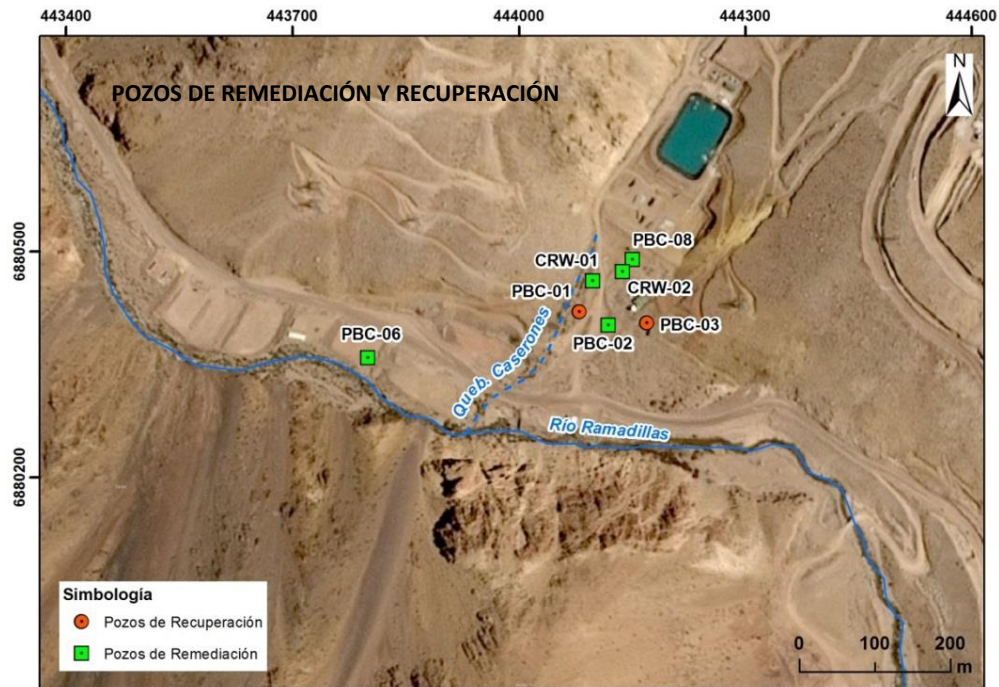 443400 443700 444000 444300 444600
N
POZOS DE REMEDIACIÓN Y RECUPERACIÓN
6880500
PBC-08
CRW-01
CRW-02
PBC-01
PBC-03
PBC-02
PBC-06
Queb. Caserones
Río Ramadillas
6880200
Simbología
Pozos de Recuperación
Pozos de Remediación
0 100 200
m